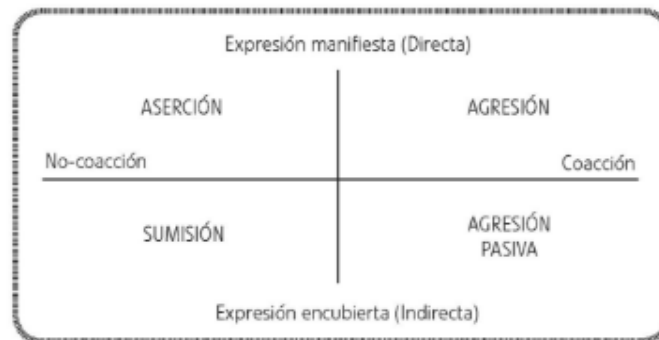 Expresión manifiesta (Directa)
ASERCIÓN
AGRESIÓN
No-coacción
Coacción
SUMISIÓN
AGRESIÓN
PASIVA
Expresión encubierta (Indirecta)